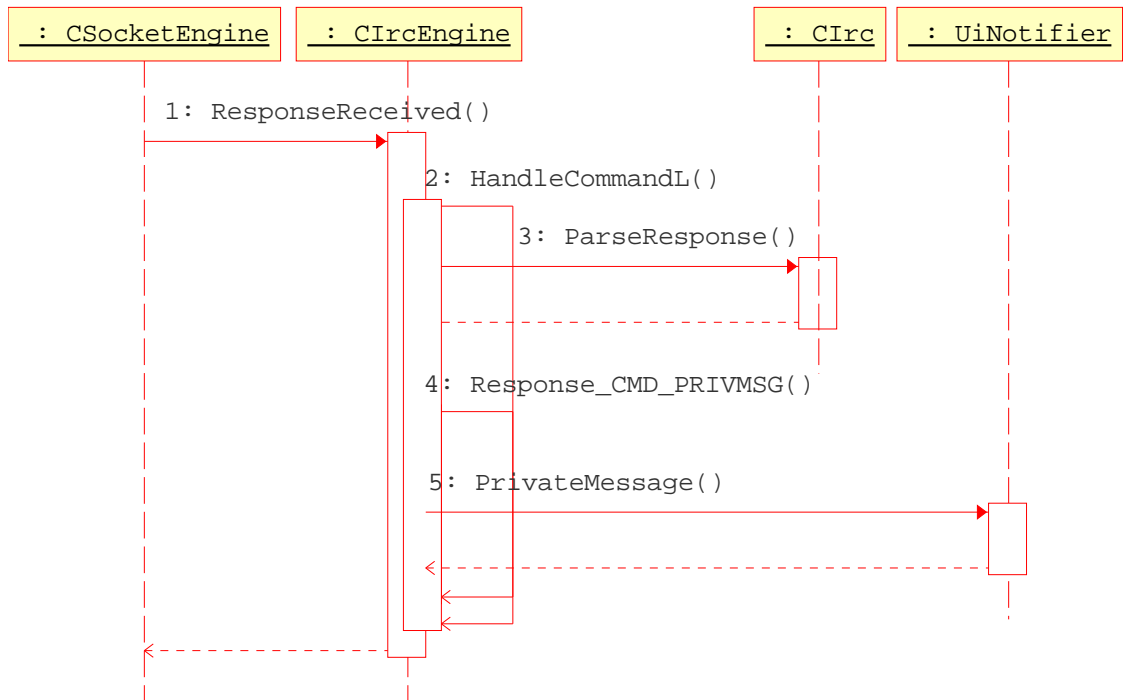 : CSocketEngine
: CIrcEngine
: CIrc
: UiNotifier
1: ResponseReceived()
2: HandleCommandL()
3: ParseResponse()
4: Response_CMD_PRIVMSG()
5: PrivateMessage()